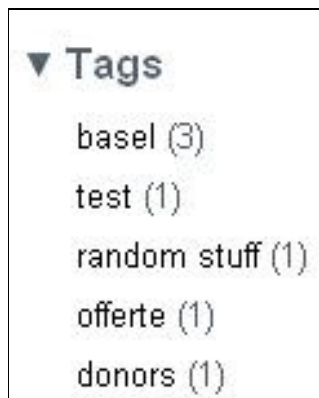 ▼ Tags
basel (3)
test (1)
random stuff (1)
offerte (1)
donors (1)